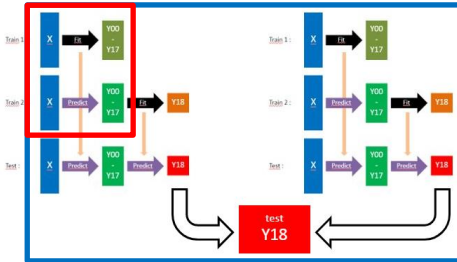 Train 1 : X Fit Y00 - Y17
Train 2 : X Predict Y00 - Y17 Fit Y18
Test : X Predict Y00 - Y17 Predict Y18
Train 1 : X Fit Y00 - Y17
Train 2 : X Predict Y00 - Y17 Fit Y18
Test : X Predict Y00 - Y17 Predict Y18
test
Y18